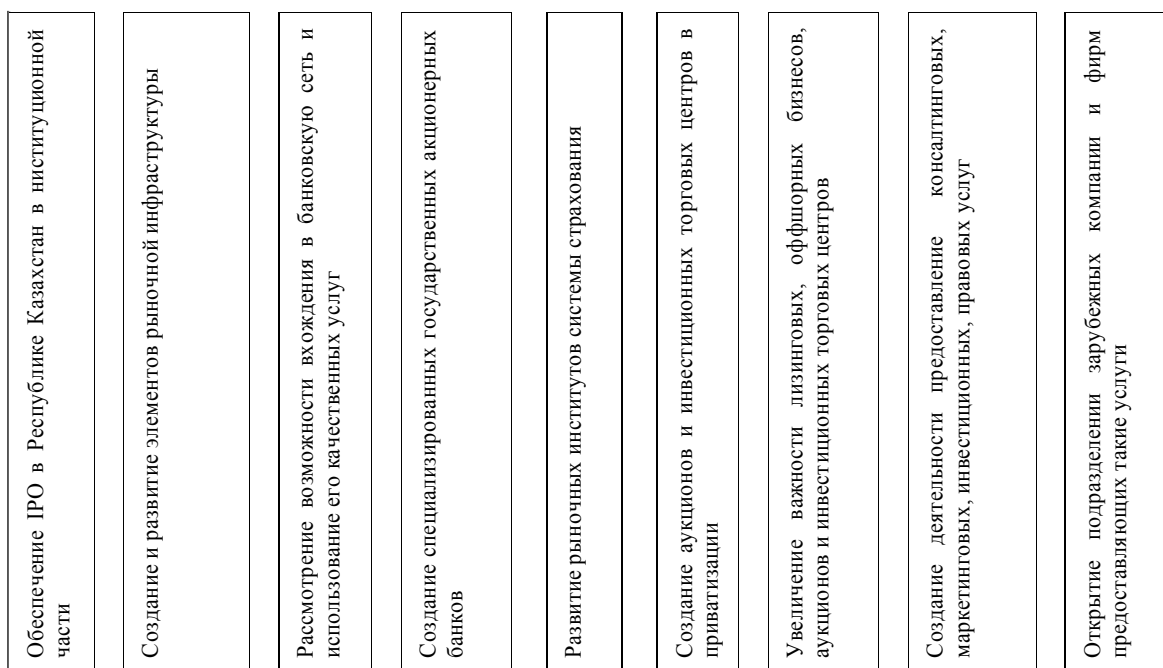 Обеспечение IPO в Республике Казахстан в ниституционной
части
Создание и развитие элементов рыночной инфраструктуры
Рассмотрение возможности вхождения в банковскую сеть и
использование его качественных услуг
Создание специализированных государственных акционерных
банков
Развитие рыночных институтов системы страхования
Создание аукционов и инвестиционных торговых центров в
приватизации
Увеличение важности лизинговых, оффшорных бизнесов,
аукционов и инвестиционных торговых центров
Создание деятельности предоставление консалтинговых,
маркетинговых, инвестиционных, правовых услуг
Открытие подразделении зарубежных компании и фирм
предоставляющих такие услуги